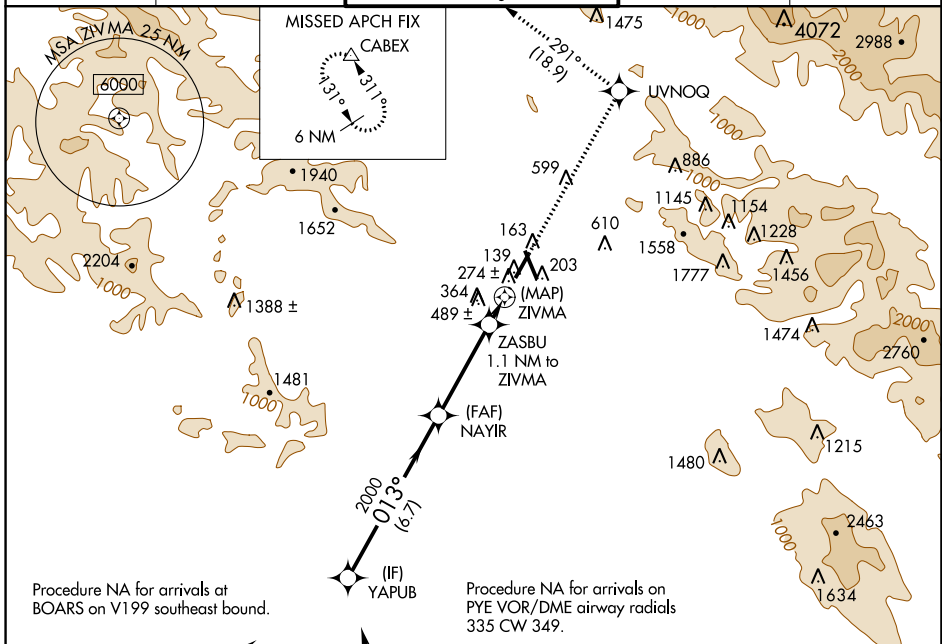 MSA ZIVMA 25 NM
6000
MISSED APCH FIX
CABEX
131°
311°
6 NM
1475
291°
(18.9)
1000
4072
2988
2000
UVNOQ
1000
599
886
1000
1145
1154
1228
1558
1777
1456
610
1940
1652
2204
1000
1388 ±
163
139
274 ±
203
364
489 ±
(MAP)
ZIVMA
ZASBU
1.1 NM to
ZIVMA
1474
2000
2760
1481
1000
(FAF)
NAYIR
1215
1480
2000
013°
(6.7)
1000
2463
1634
(IF)
YAPUB
Procedure NA for arrivals at
BOARS on V199 southeast bound.
Procedure NA for arrivals on
PYE VOR/DME airway radials
335 CW 349.